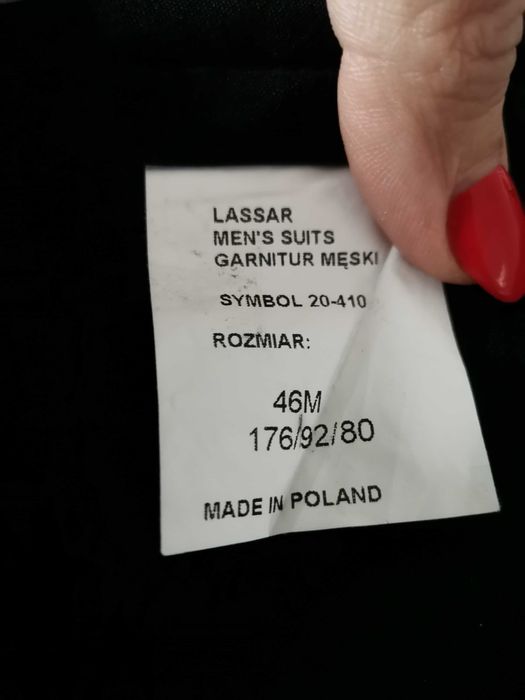 LASSAR
MEN'S SUITS
GARNITUR MĘSKI
SYMBOL 20-410
ROZMIAR:
46M
176/92/80
MADE IN POLAND